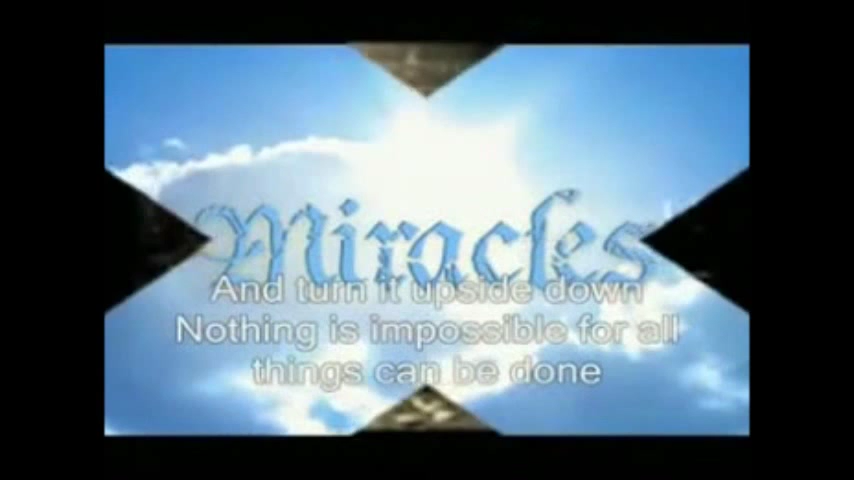 Miracles
And turn it upside down
Nothing is impossible for all
things can be done